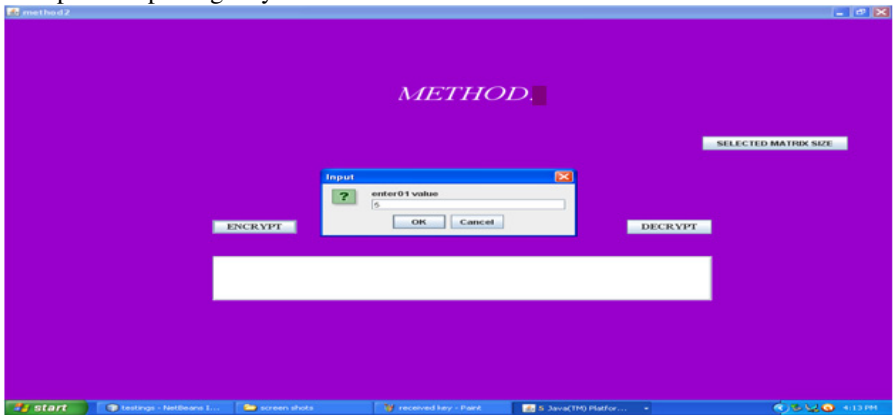 method2
METHOD.
SELECTED MATRIX SIZE
Input
enter01 value
5
OK Cancel
ENCRYPT
DECRYPT
start testings - NetBeans I... screen shots received key - Paint 5 Java(TM) Platfor... 4:13 PM